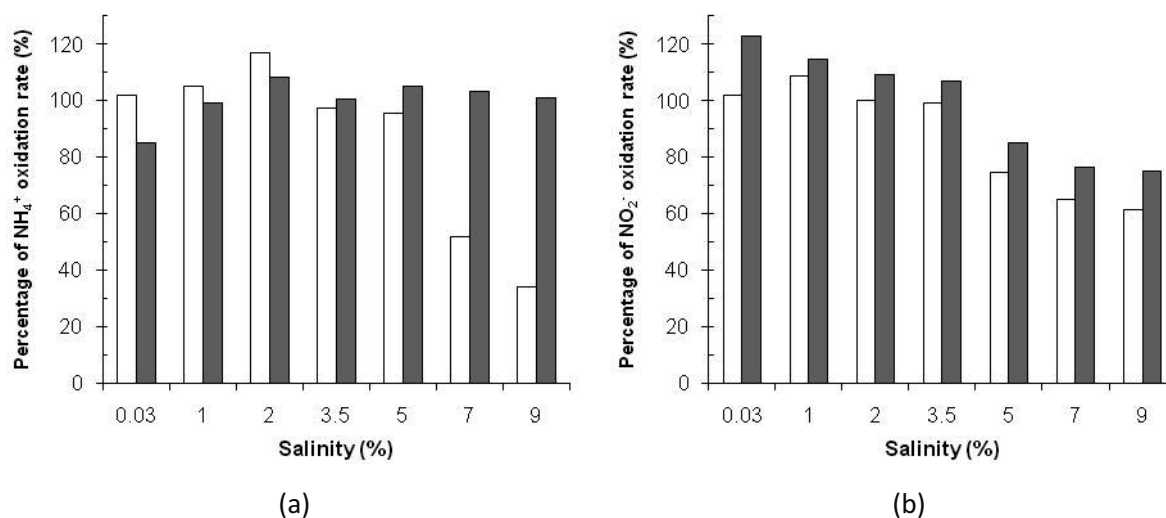 Percentage of NH₄⁺ oxidation rate (%)
120
100
80
60
40
20
0
0.03 1 2 3.5 5 7 9
Salinity (%)
(a)
Percentage of NO₂⁻ oxidation rate (%)
120
100
80
60
40
20
0
0.03 1 2 3.5 5 7 9
Salinity (%)
(b)